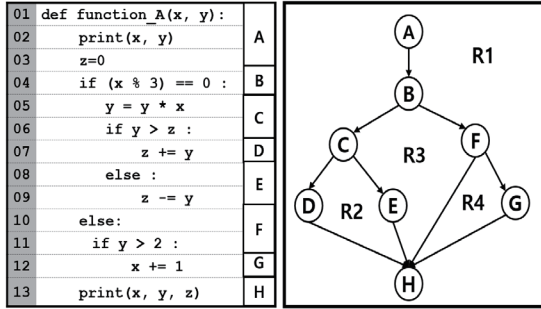 01 def function_A(x, y):
02 print(x, y)
A
03 z=0
04 if (x % 3) == 0 :
B
05 y = y * x
C
06 if y > z :
07 z += y
D
08 else :
E
09 z -= y
10 else:
F
11 if y > 2 :
12 x += 1
G
13 print(x, y, z)
H
A
R1
B
C
R3
F
D
R2
E
R4
G
H